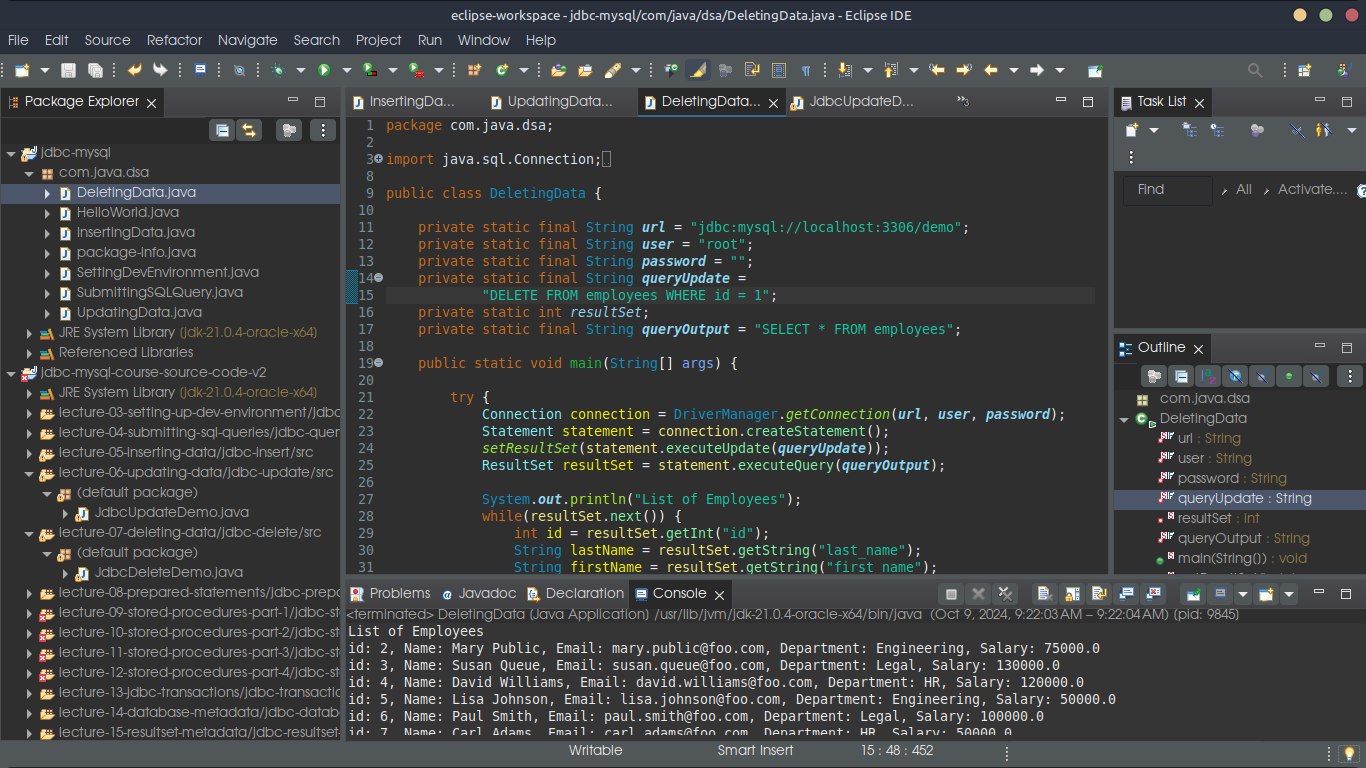 eclipse-workspace - jdbc-mysql/com/java/dsa/DeletingData.java - Eclipse IDE
File Edit Source Refactor Navigate Search Project Run Window Help
Package Explorer
jdbc-mysql
com.java.dsa
DeletingData.java
HelloWorld.java
InsertingData.java
package-info.java
SettingDevEnvironment.java
SubmittingSQLQuery.java
UpdatingData.java
JRE System Library (jdk-21.0.4-oracle-x64)
Referenced Libraries
jdbc-mysql-course-source-code-v2
JRE System Library (jdk-21.0.4-oracle-x64)
lecture-03-setting-up-dev-environment/jdbc
lecture-04-submitting-sql-queries/jdbc-quer
lecture-05-inserting-data/jdbc-insert/src
lecture-06-updating-data/jdbc-update/src
(default package)
JdbcUpdateDemo.java
lecture-07-deleting-data/jdbc-delete/src
(default package)
JdbcDeleteDemo.java
lecture-08-prepared-statements/jdbc-prepa
lecture-09-stored-procedures-part-1/jdbc-st
lecture-10-stored-procedures-part-2/jdbc-st
lecture-11-stored-procedures-part-3/jdbc-st
lecture-12-stored-procedures-part-4/jdbc-st
lecture-13-jdbc-transactions/jdbc-transactio
lecture-14-database-metadata/jdbc-datab
lecture-15-resultset-metadata/jdbc-resultset-
InsertingDa... UpdatingData... DeletingData... JdbcUpdateD... »3
1 package com.java.dsa;
2
3 import java.sql.Connection;
8
9 public class DeletingData {
10
11 private static final String url = "jdbc:mysql://localhost:3306/demo";
12 private static final String user = "root";
13 private static final String password = "";
14 private static final String queryUpdate =
15 "DELETE FROM employees WHERE id = 1";
16 private static int resultSet;
17 private static final String queryOutput = "SELECT * FROM employees";
18
19 public static void main(String[] args) {
20
21 try {
22 Connection connection = DriverManager.getConnection(url, user, password);
23 Statement statement = connection.createStatement();
24 setResultSet(statement.executeUpdate(queryUpdate));
25 ResultSet resultSet = statement.executeQuery(queryOutput);
26
27 System.out.println("List of Employees");
28 while(resultSet.next()) {
29 int id = resultSet.getInt("id");
30 String lastName = resultSet.getString("last_name");
31 String firstName = resultSet.getString("first_name");
Task List
Find All Activate....
Outline
com.java.dsa
DeletingData
url : String
user : String
password : String
queryUpdate : String
resultSet : int
queryOutput : String
main(String[]) : void
Problems Javadoc Declaration Console
<terminated> DeletingData [Java Application] /usr/lib/jvm/jdk-21.0.4-oracle-x64/bin/java (Oct 9, 2024, 9:22:03 AM – 9:22:04 AM) [pid: 9845]
List of Employees
id: 2, Name: Mary Public, Email: mary.public@foo.com, Department: Engineering, Salary: 75000.0
id: 3, Name: Susan Queue, Email: susan.queue@foo.com, Department: Legal, Salary: 130000.0
id: 4, Name: David Williams, Email: david.williams@foo.com, Department: HR, Salary: 120000.0
id: 5, Name: Lisa Johnson, Email: lisa.johnson@foo.com, Department: Engineering, Salary: 50000.0
id: 6, Name: Paul Smith, Email: paul.smith@foo.com, Department: Legal, Salary: 100000.0
id: 7, Name: Carl Adams, Email: carl.adams@foo.com, Department: HR, Salary: 50000.0
Writable Smart Insert 15 : 48 : 452